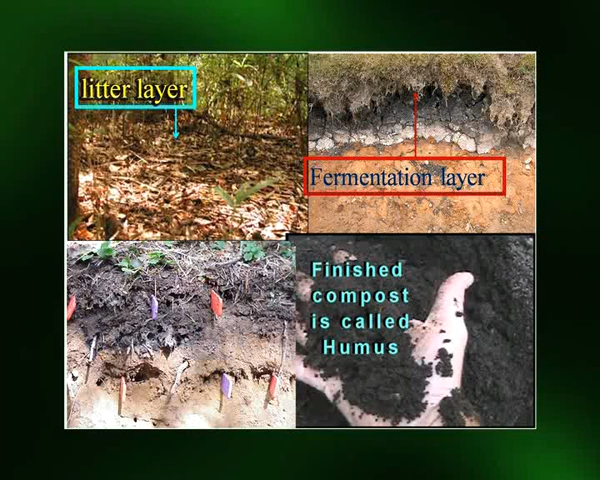 litter layer
Fermentation layer
Finished
compost
is called
Humus